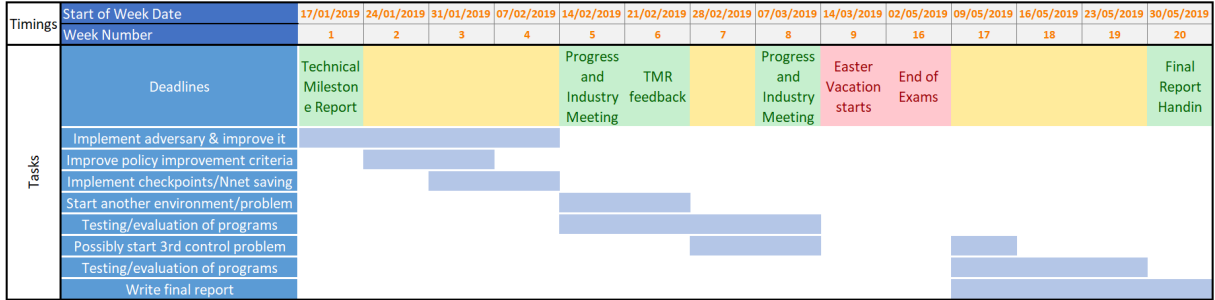 Timings
Start of Week Date 17/01/2019 24/01/2019 31/01/2019 07/02/2019 14/02/2019 21/02/2019 28/02/2019 07/03/2019 14/03/2019 02/05/2019 09/05/2019 16/05/2019 23/05/2019 30/05/2019
Week Number 1 2 3 4 5 6 7 8 9 16 17 18 19 20
Tasks
Deadlines
Technical
Mileston
e Report
Progress
and
Industry
Meeting
TMR
feedback
Progress
and
Industry
Meeting
Easter
Vacation
starts
End of
Exams
Final
Report
Handin
Implement adversary & improve it
Improve policy improvement criteria
Implement checkpoints/Nnet saving
Start another environment/problem
Testing/evaluation of programs
Possibly start 3rd control problem
Testing/evaluation of programs
Write final report